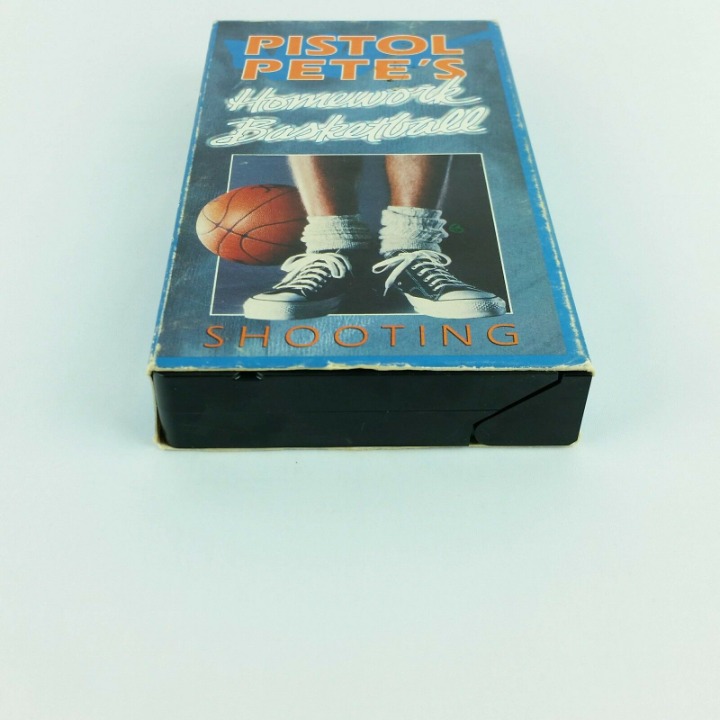 PISTOL
PETE'S
Homework
Basketball
SHOOTING